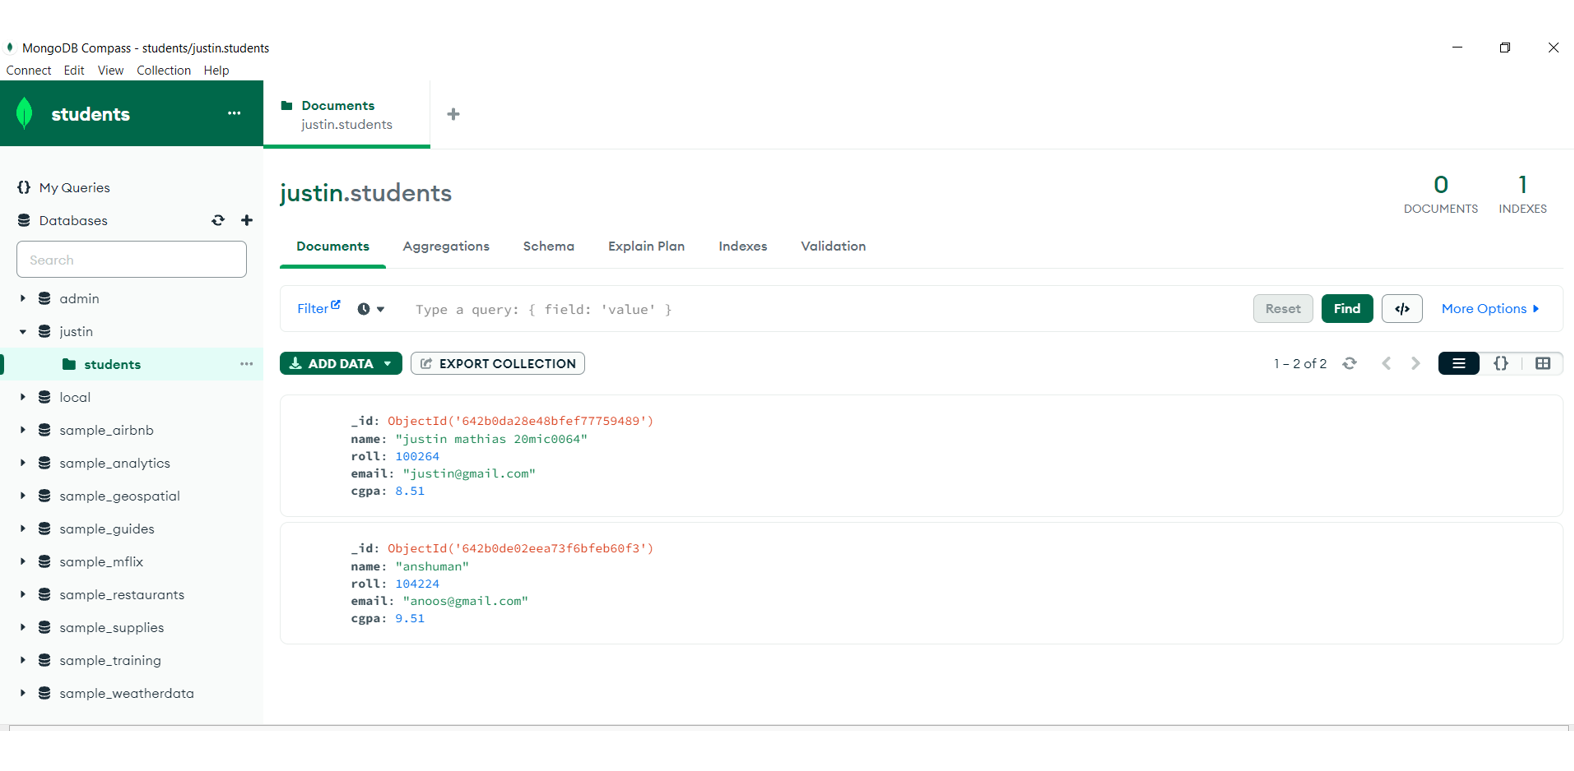 MongoDB Compass - students/justin.students
Connect Edit View Collection Help
students
Documents
justin.students
My Queries
Databases
Search
admin
justin
students
local
sample_airbnb
sample_analytics
sample_geospatial
sample_guides
sample_mflix
sample_restaurants
sample_supplies
sample_training
sample_weatherdata
justin.students
0
DOCUMENTS
1
INDEXES
Documents Aggregations Schema Explain Plan Indexes Validation
Filter Type a query: { field: 'value' } Reset Find </> More Options
ADD DATA EXPORT COLLECTION 1 – 2 of 2 {}
_id: ObjectId('642b0da28e48bfef77759489')
name: "justin mathias 20mic0064"
roll: 100264
email: "justin@gmail.com"
cgpa: 8.51
_id: ObjectId('642b0de02eea73f6bfeb60f3')
name: "anshuman"
roll: 104224
email: "anoos@gmail.com"
cgpa: 9.51